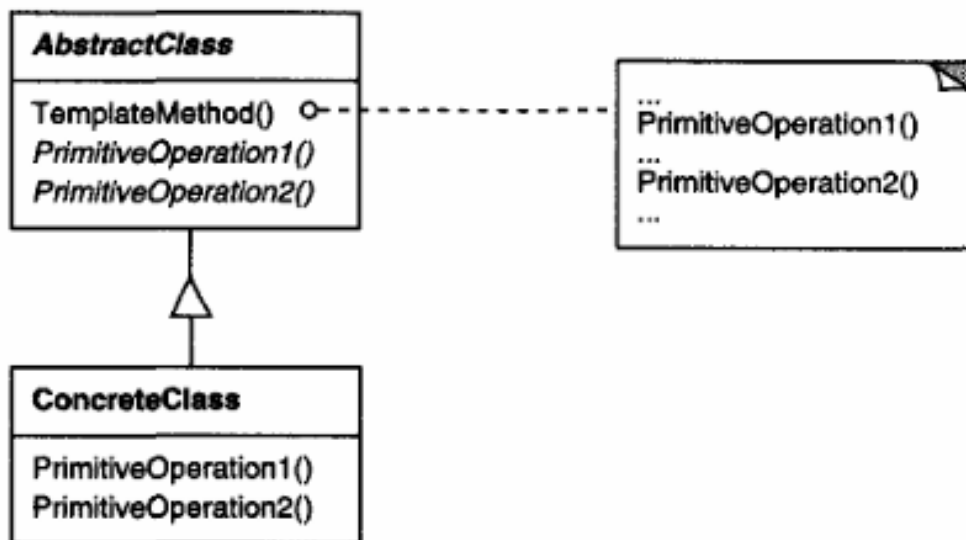 AbstractClass
TemplateMethod()
PrimitiveOperation1()
PrimitiveOperation2()
...
PrimitiveOperation1()
...
PrimitiveOperation2()
...
ConcreteClass
PrimitiveOperation1()
PrimitiveOperation2()